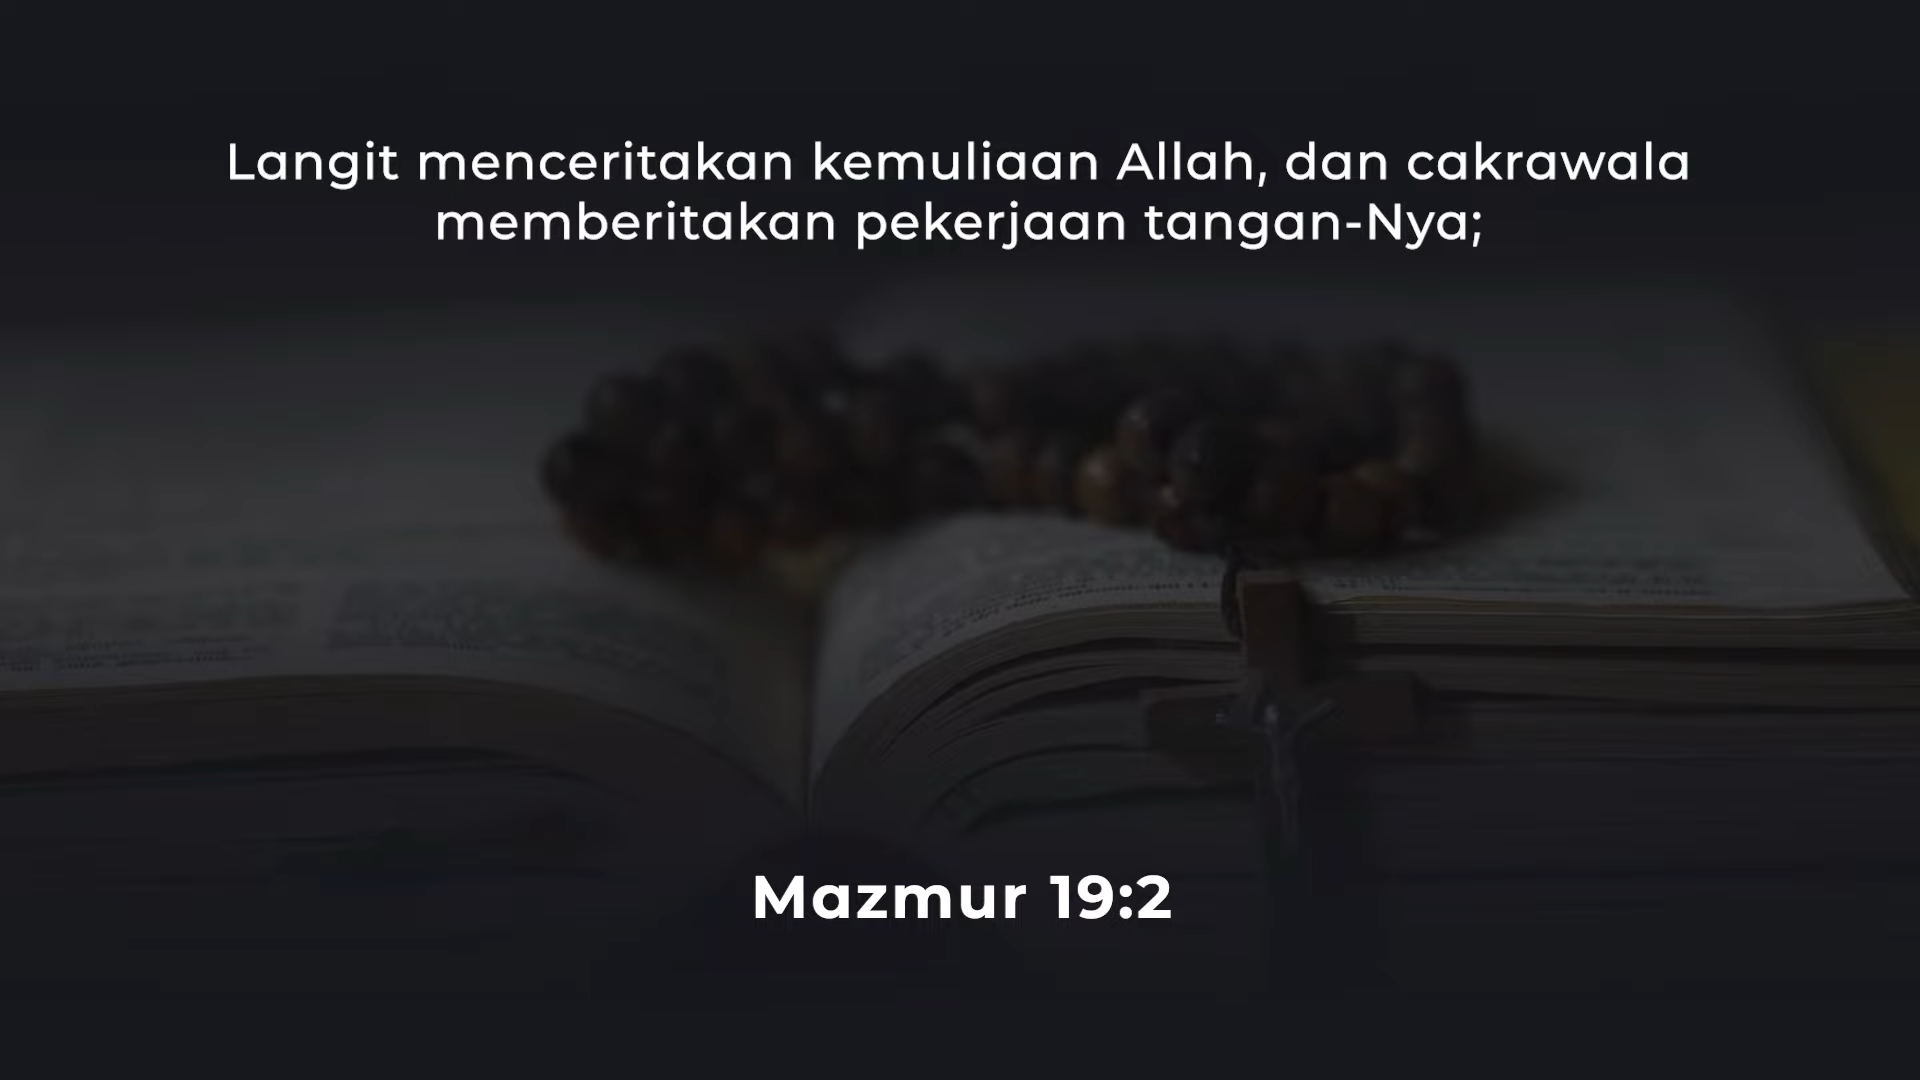 Langit menceritakan kemuliaan Allah, dan cakrawala
memberitakan pekerjaan tangan-Nya;
Mazmur 19:2